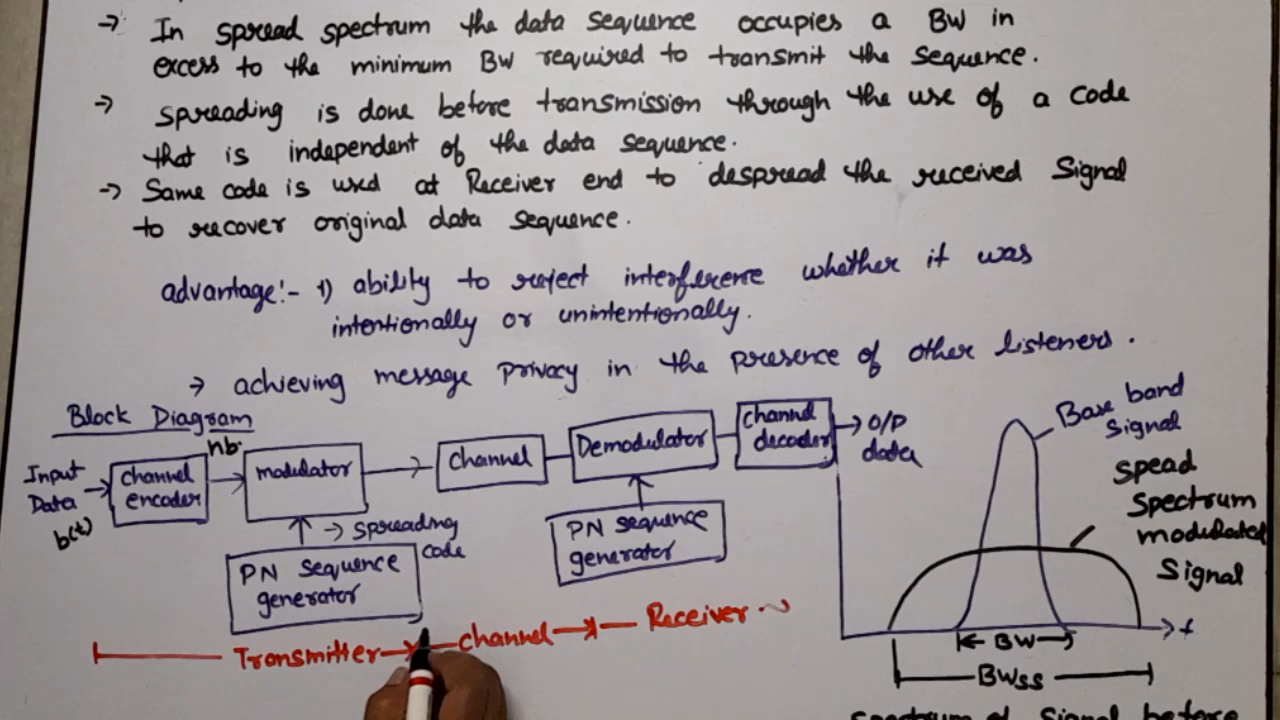 -> In spread spectrum the data sequence occupies a BW in
excess to the minimum BW required to transmit the sequence.
-> spreading is done before transmission through the use of a code
that is independent of the data sequence.
-> Same code is used at Receiver end to despread the received Signal
to recover original data sequence.
advantage:- 1) ability to reject interference whether it was
intentionally or unintentionally.
-> achieving message privacy in the presence of other listeners.
Block Diagram
Input
Data
b(t)
channel
encoder
nb.
modulator
channel
Demodulator
channel
decoder
O/P
data
-> spreading
code
PN sequence
generator
PN sequence
generator
Transmitter
channel
Receiver
Base band
Signal
Spead
Spectrum
modulated
Signal
f
BW
BWss
spectrum of signal before